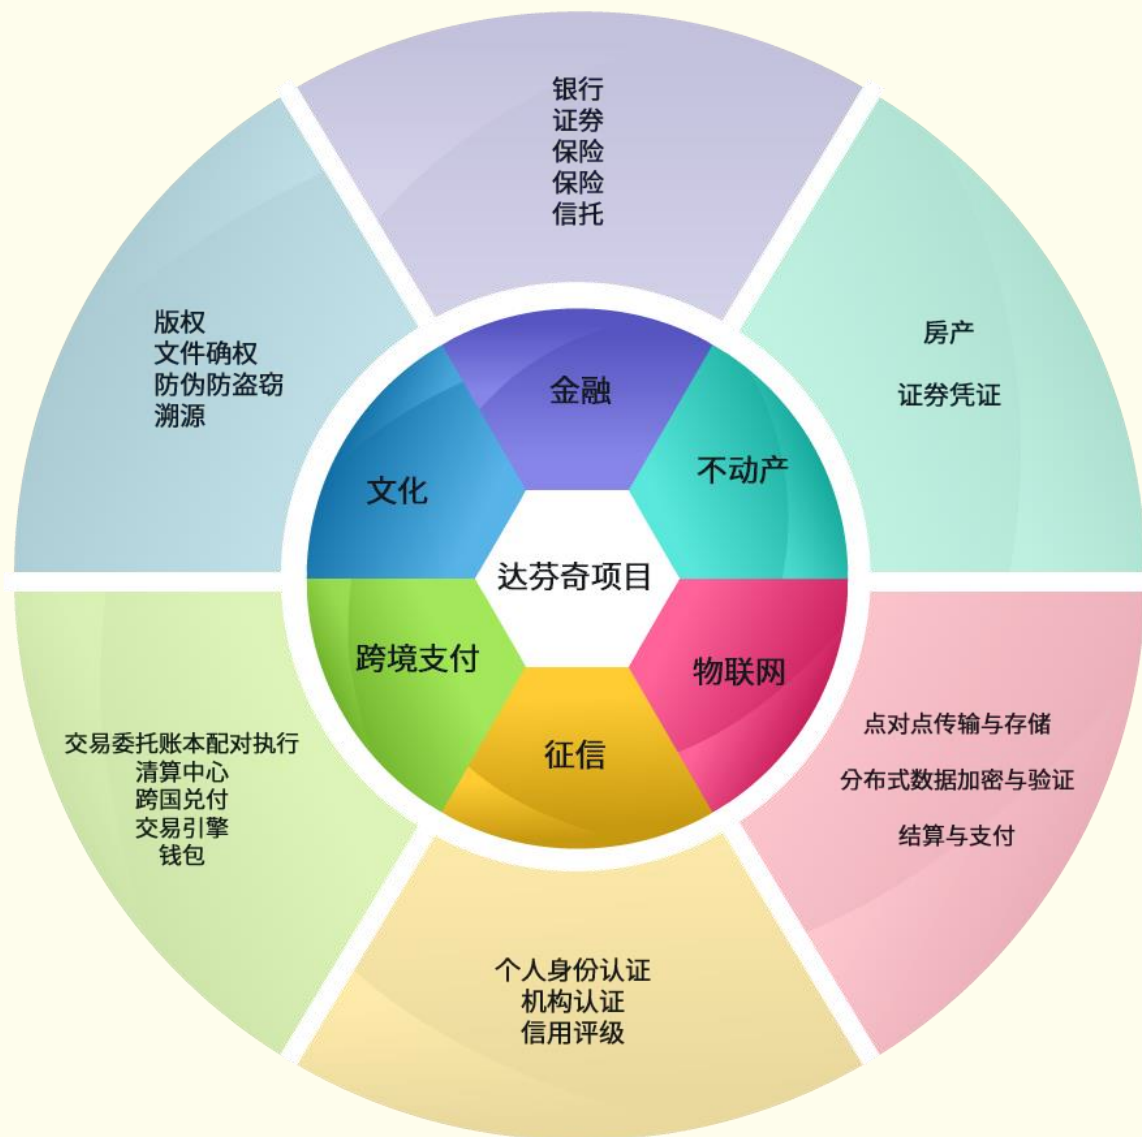 银行
证券
保险
保险
信托
房产
证券凭证
版权
文件确权
防伪防盗窃
溯源
金融
不动产
文化
达芬奇项目
跨境支付
物联网
征信
点对点传输与存储
分布式数据加密与验证
结算与支付
交易委托账本配对执行
清算中心
跨国兑付
交易引擎
钱包
个人身份认证
机构认证
信用评级